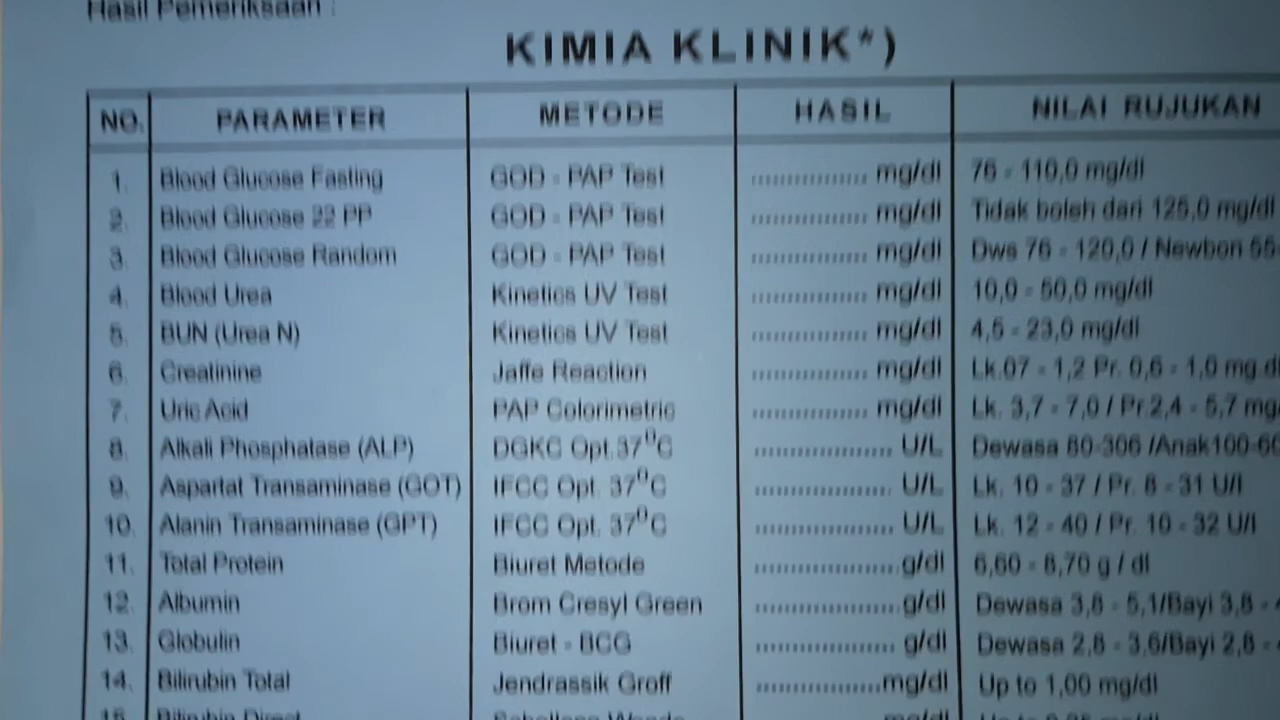 Hasil Pemeriksaan :
KIMIA KLINIK*)
NO. PARAMETER METODE HASIL NILAI RUJUKAN
1. Blood Glucose Fasting GOD - PAP Test ................ mg/dl 76 - 110,0 mg/dl
2. Blood Glucose 22 PP GOD - PAP Test ................ mg/dl Tidak boleh dari 125,0 mg/dl
3. Blood Glucose Random GOD - PAP Test ................ mg/dl Dws 76 - 120,0 / Newbon 55-
4. Blood Urea Kinetics UV Test ................ mg/dl 10,0 - 50,0 mg/dl
5. BUN (Urea N) Kinetics UV Test ................ mg/dl 4,5 - 23,0 mg/dl
6. Creatinine Jaffe Reaction ................ mg/dl Lk.07 - 1,2 Pr. 0,6 - 1,0 mg
7. Uric Acid PAP Colorimetric ................ mg/dl Lk. 3,7 - 7,0 / Pr.2,4 - 5,7
8. Alkali Phosphatase (ALP) DGKC Opt.37⁰C ................... U/L Dewasa 80-306 /Anak100-
9. Aspartat Transaminase (GOT) IFCC Opt. 37⁰C ................... U/L Lk. 10 - 37 / Pr. 8 - 31 U/l
10. Alanin Transaminase (GPT) IFCC Opt. 37⁰C ................... U/L Lk. 12 - 40 / Pr. 10 - 32 U/l
11. Total Protein Biuret Metode ................... g/dl 6,60 - 8,70 g / dl
12. Albumin Brom Cresyl Green ................... g/dl Dewasa 3,8 - 5,1/Bayi 3,8 -
13. Globulin Biuret - BCG ................... g/dl Dewasa 2,8 - 3,6/Bayi 2,8 -
14. Bilirubin Total Jendrassik Groff .................mg/dl Up to 1,00 mg/dl
15. Bilirubin Direct